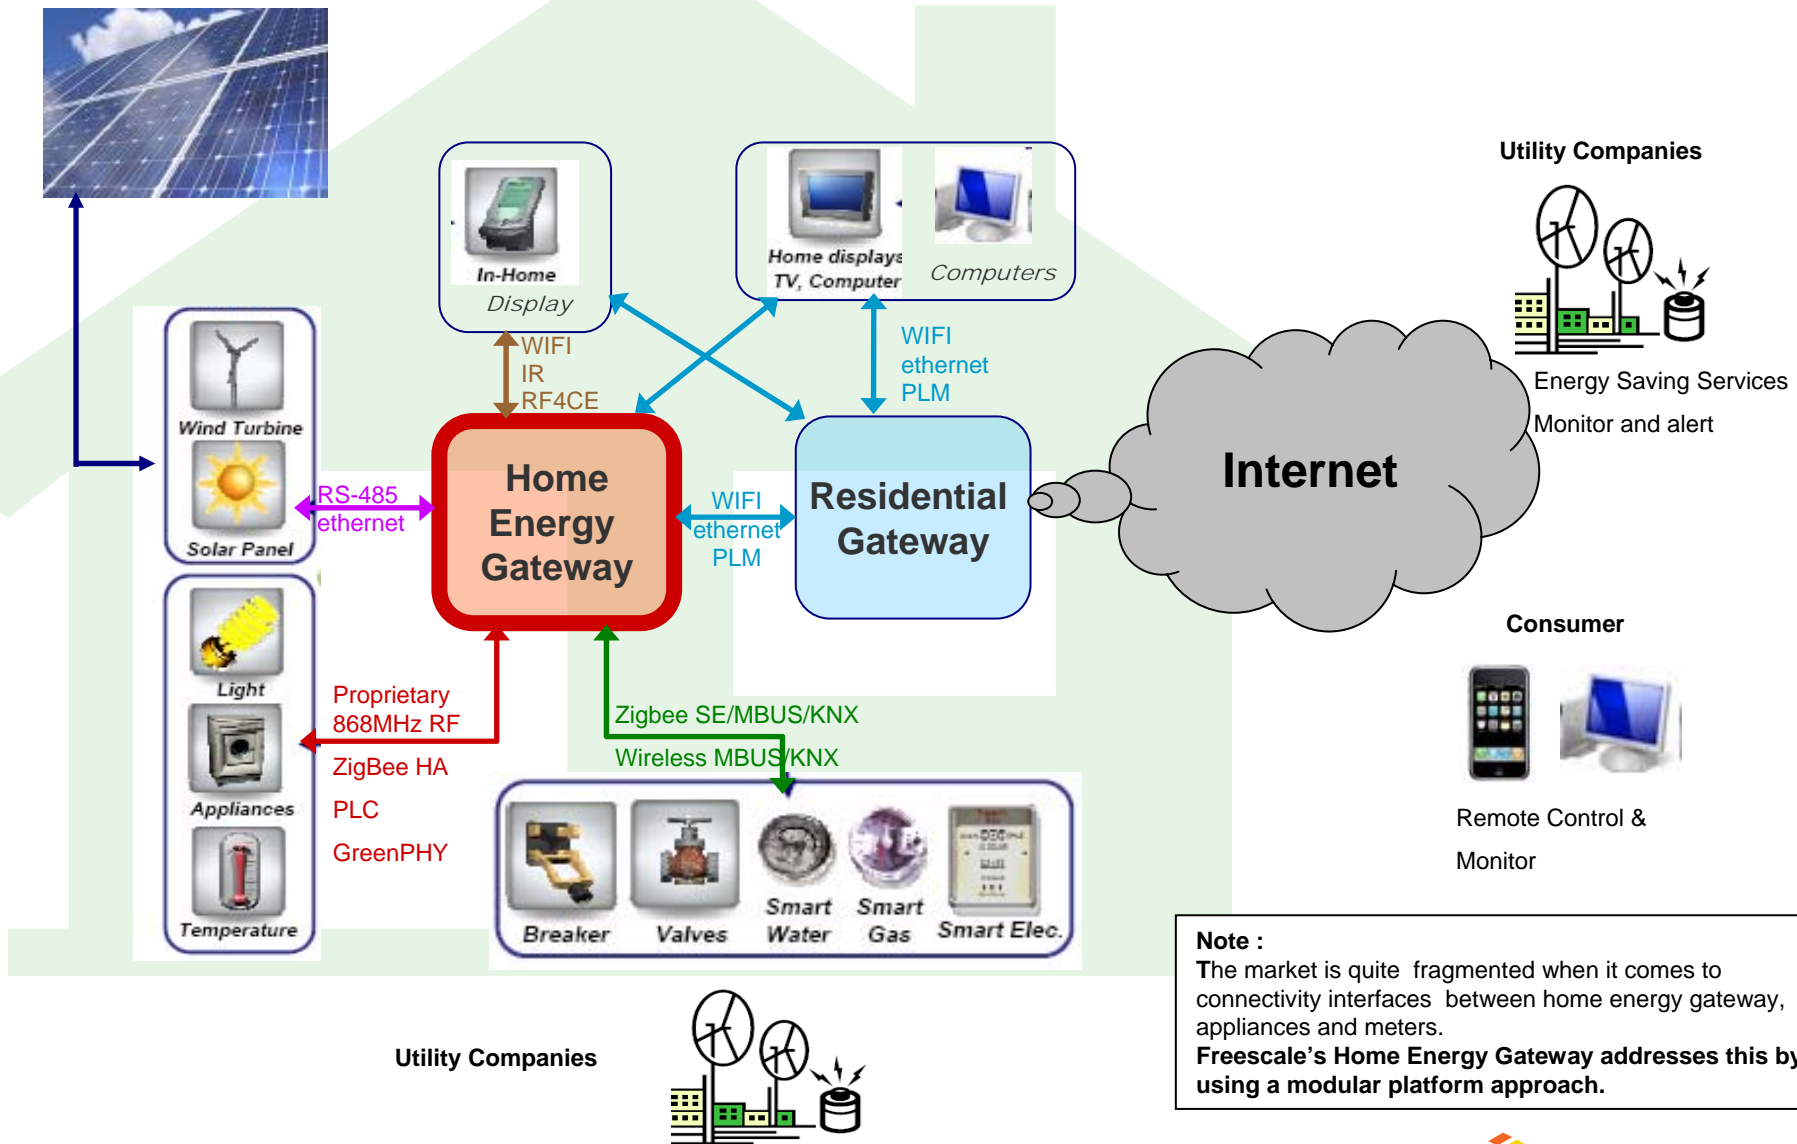 Utility Companies
In-Home
Display
Home displays
TV, Computer
Computers
WIFI
IR
RF4CE
WIFI
ethernet
PLM
Energy Saving Services
Monitor and alert
Wind Turbine
Solar Panel
RS-485
ethernet
Home
Energy
Gateway
WIFI
ethernet
PLM
Residential
Gateway
Internet
Light
Appliances
Temperature
Proprietary
868MHz RF
ZigBee HA
PLC
GreenPHY
Zigbee SE/MBUS/KNX
Wireless MBUS/KNX
Breaker
Valves
Smart
Water
Smart
Gas
Smart Elec.
Consumer
Remote Control &
Monitor
Note :
The market is quite fragmented when it comes to
connectivity interfaces between home energy gateway,
appliances and meters.
Freescale's Home Energy Gateway addresses this by
using a modular platform approach.
Utility Companies